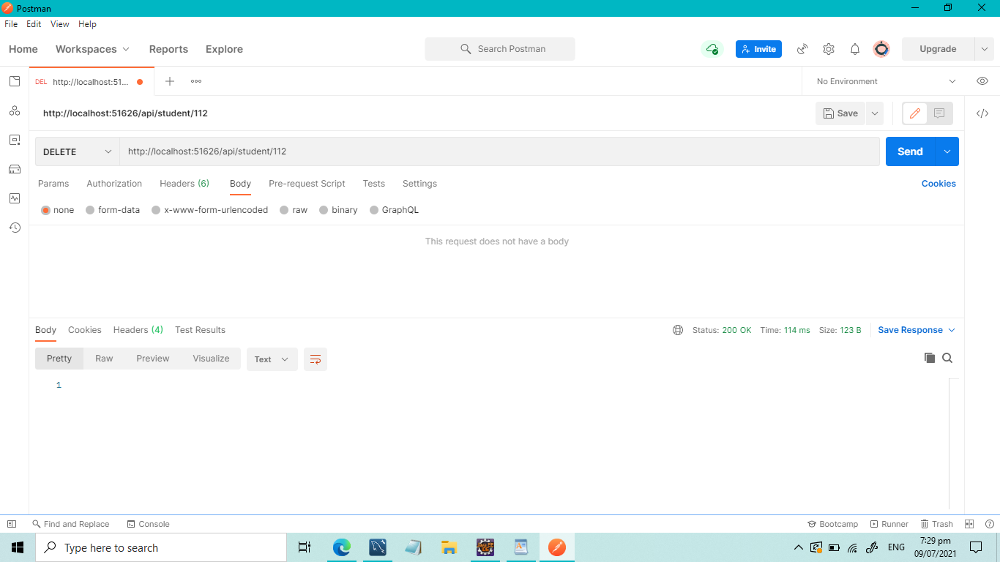 Postman
File Edit View Help
Home Workspaces Reports Explore Search Postman Invite Upgrade
DEL http://localhost:51... No Environment
http://localhost:51626/api/student/112 Save
DELETE http://localhost:51626/api/student/112 Send
Params Authorization Headers (6) Body Pre-request Script Tests Settings Cookies
none form-data x-www-form-urlencoded raw binary GraphQL
This request does not have a body
Body Cookies Headers (4) Test Results Status: 200 OK Time: 114 ms Size: 123 B Save Response
Pretty Raw Preview Visualize Text
1
Find and Replace Console Bootcamp Runner Trash
Type here to search ENG 7:29 pm
09/07/2021